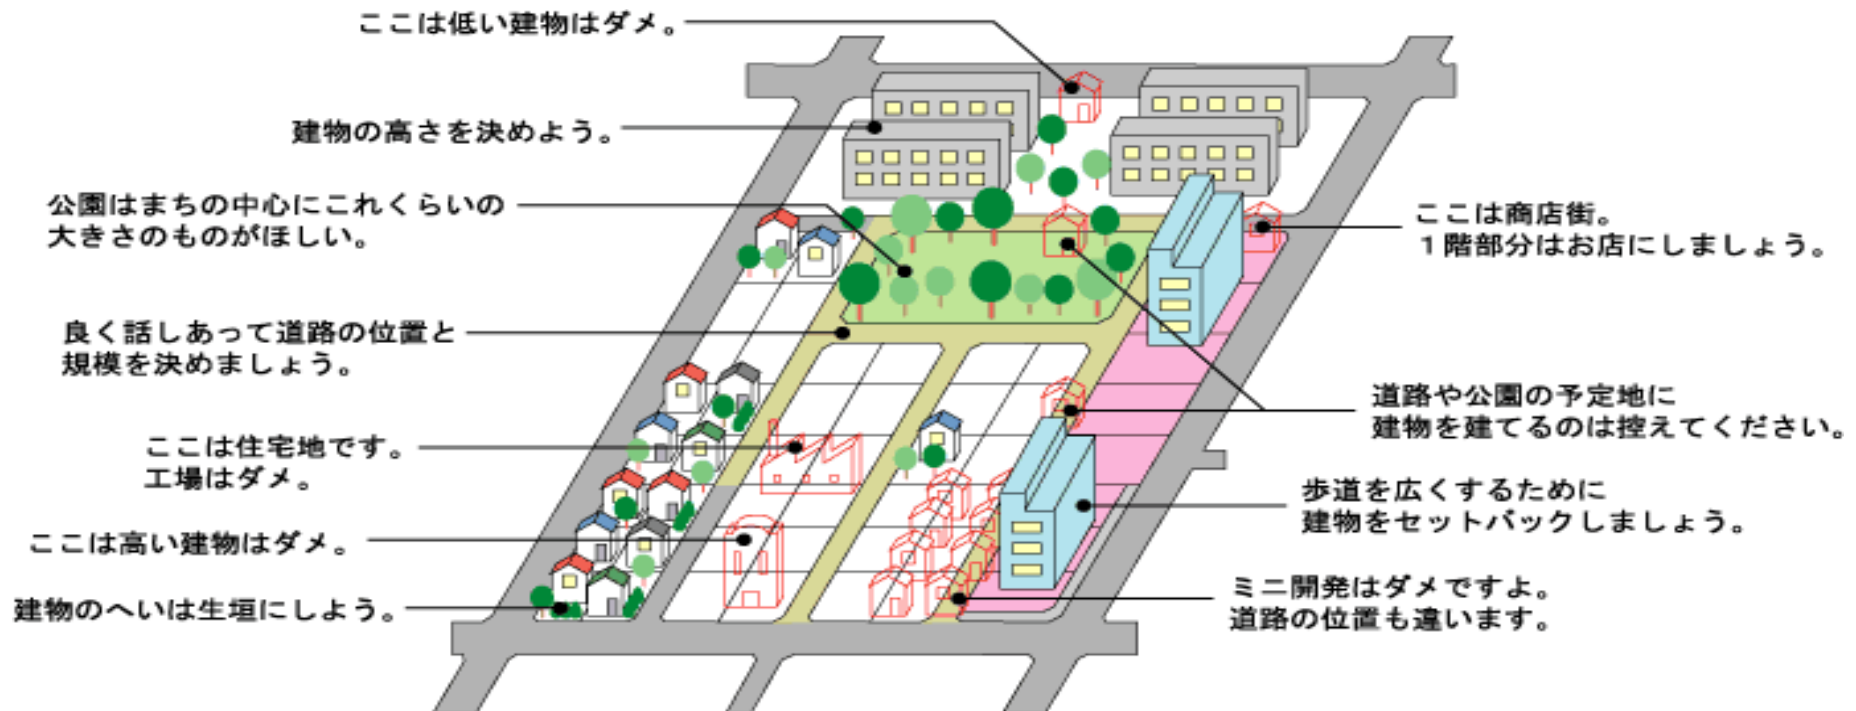 ここは低い建物はダメ。
建物の高さを決めよう。
公園はまちの中心にこれくらいの
大きさのものがほしい。
良く話しあって道路の位置と
規模を決めましょう。
ここは住宅地です。
工場はダメ。
ここは高い建物はダメ。
建物のへいは生垣にしよう。
ここは商店街。
１階部分はお店にしましょう。
道路や公園の予定地に
建物を建てるのは控えてください。
歩道を広くするために
建物をセットバックしましょう。
ミニ開発はダメですよ。
道路の位置も違います。